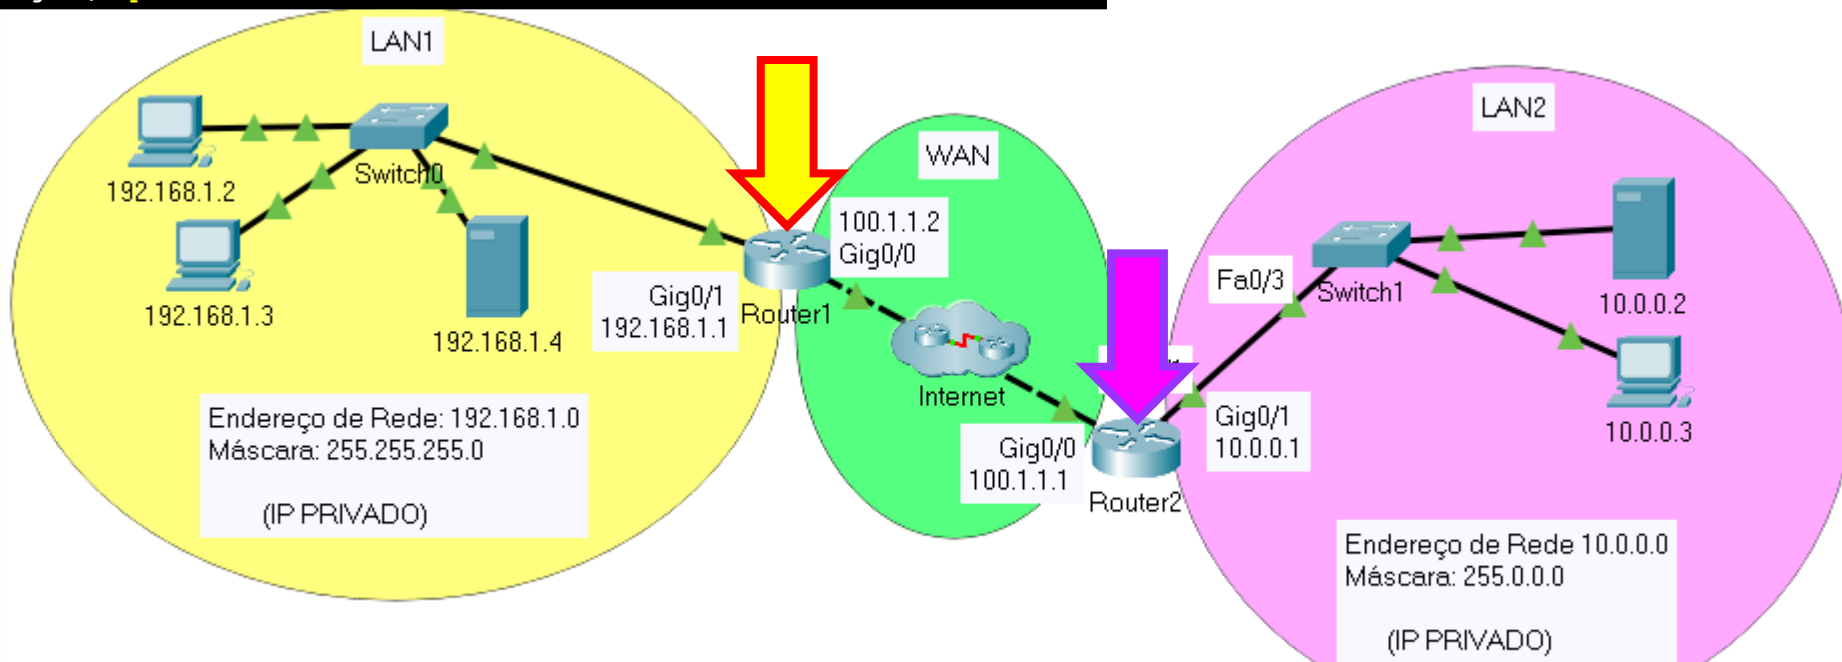 LAN1
192.168.1.2
Switch0
192.168.1.3
192.168.1.4
Gig0/1
192.168.1.1
Router1
100.1.1.2
Gig0/0
Endereço de Rede: 192.168.1.0
Máscara: 255.255.255.0
(IP PRIVADO)
WAN
Internet
Gig0/0
100.1.1.1
Router2
Gig0/1
10.0.0.1
LAN2
Fa0/3
Switch1
10.0.0.2
10.0.0.3
Endereço de Rede 10.0.0.0
Máscara: 255.0.0.0
(IP PRIVADO)